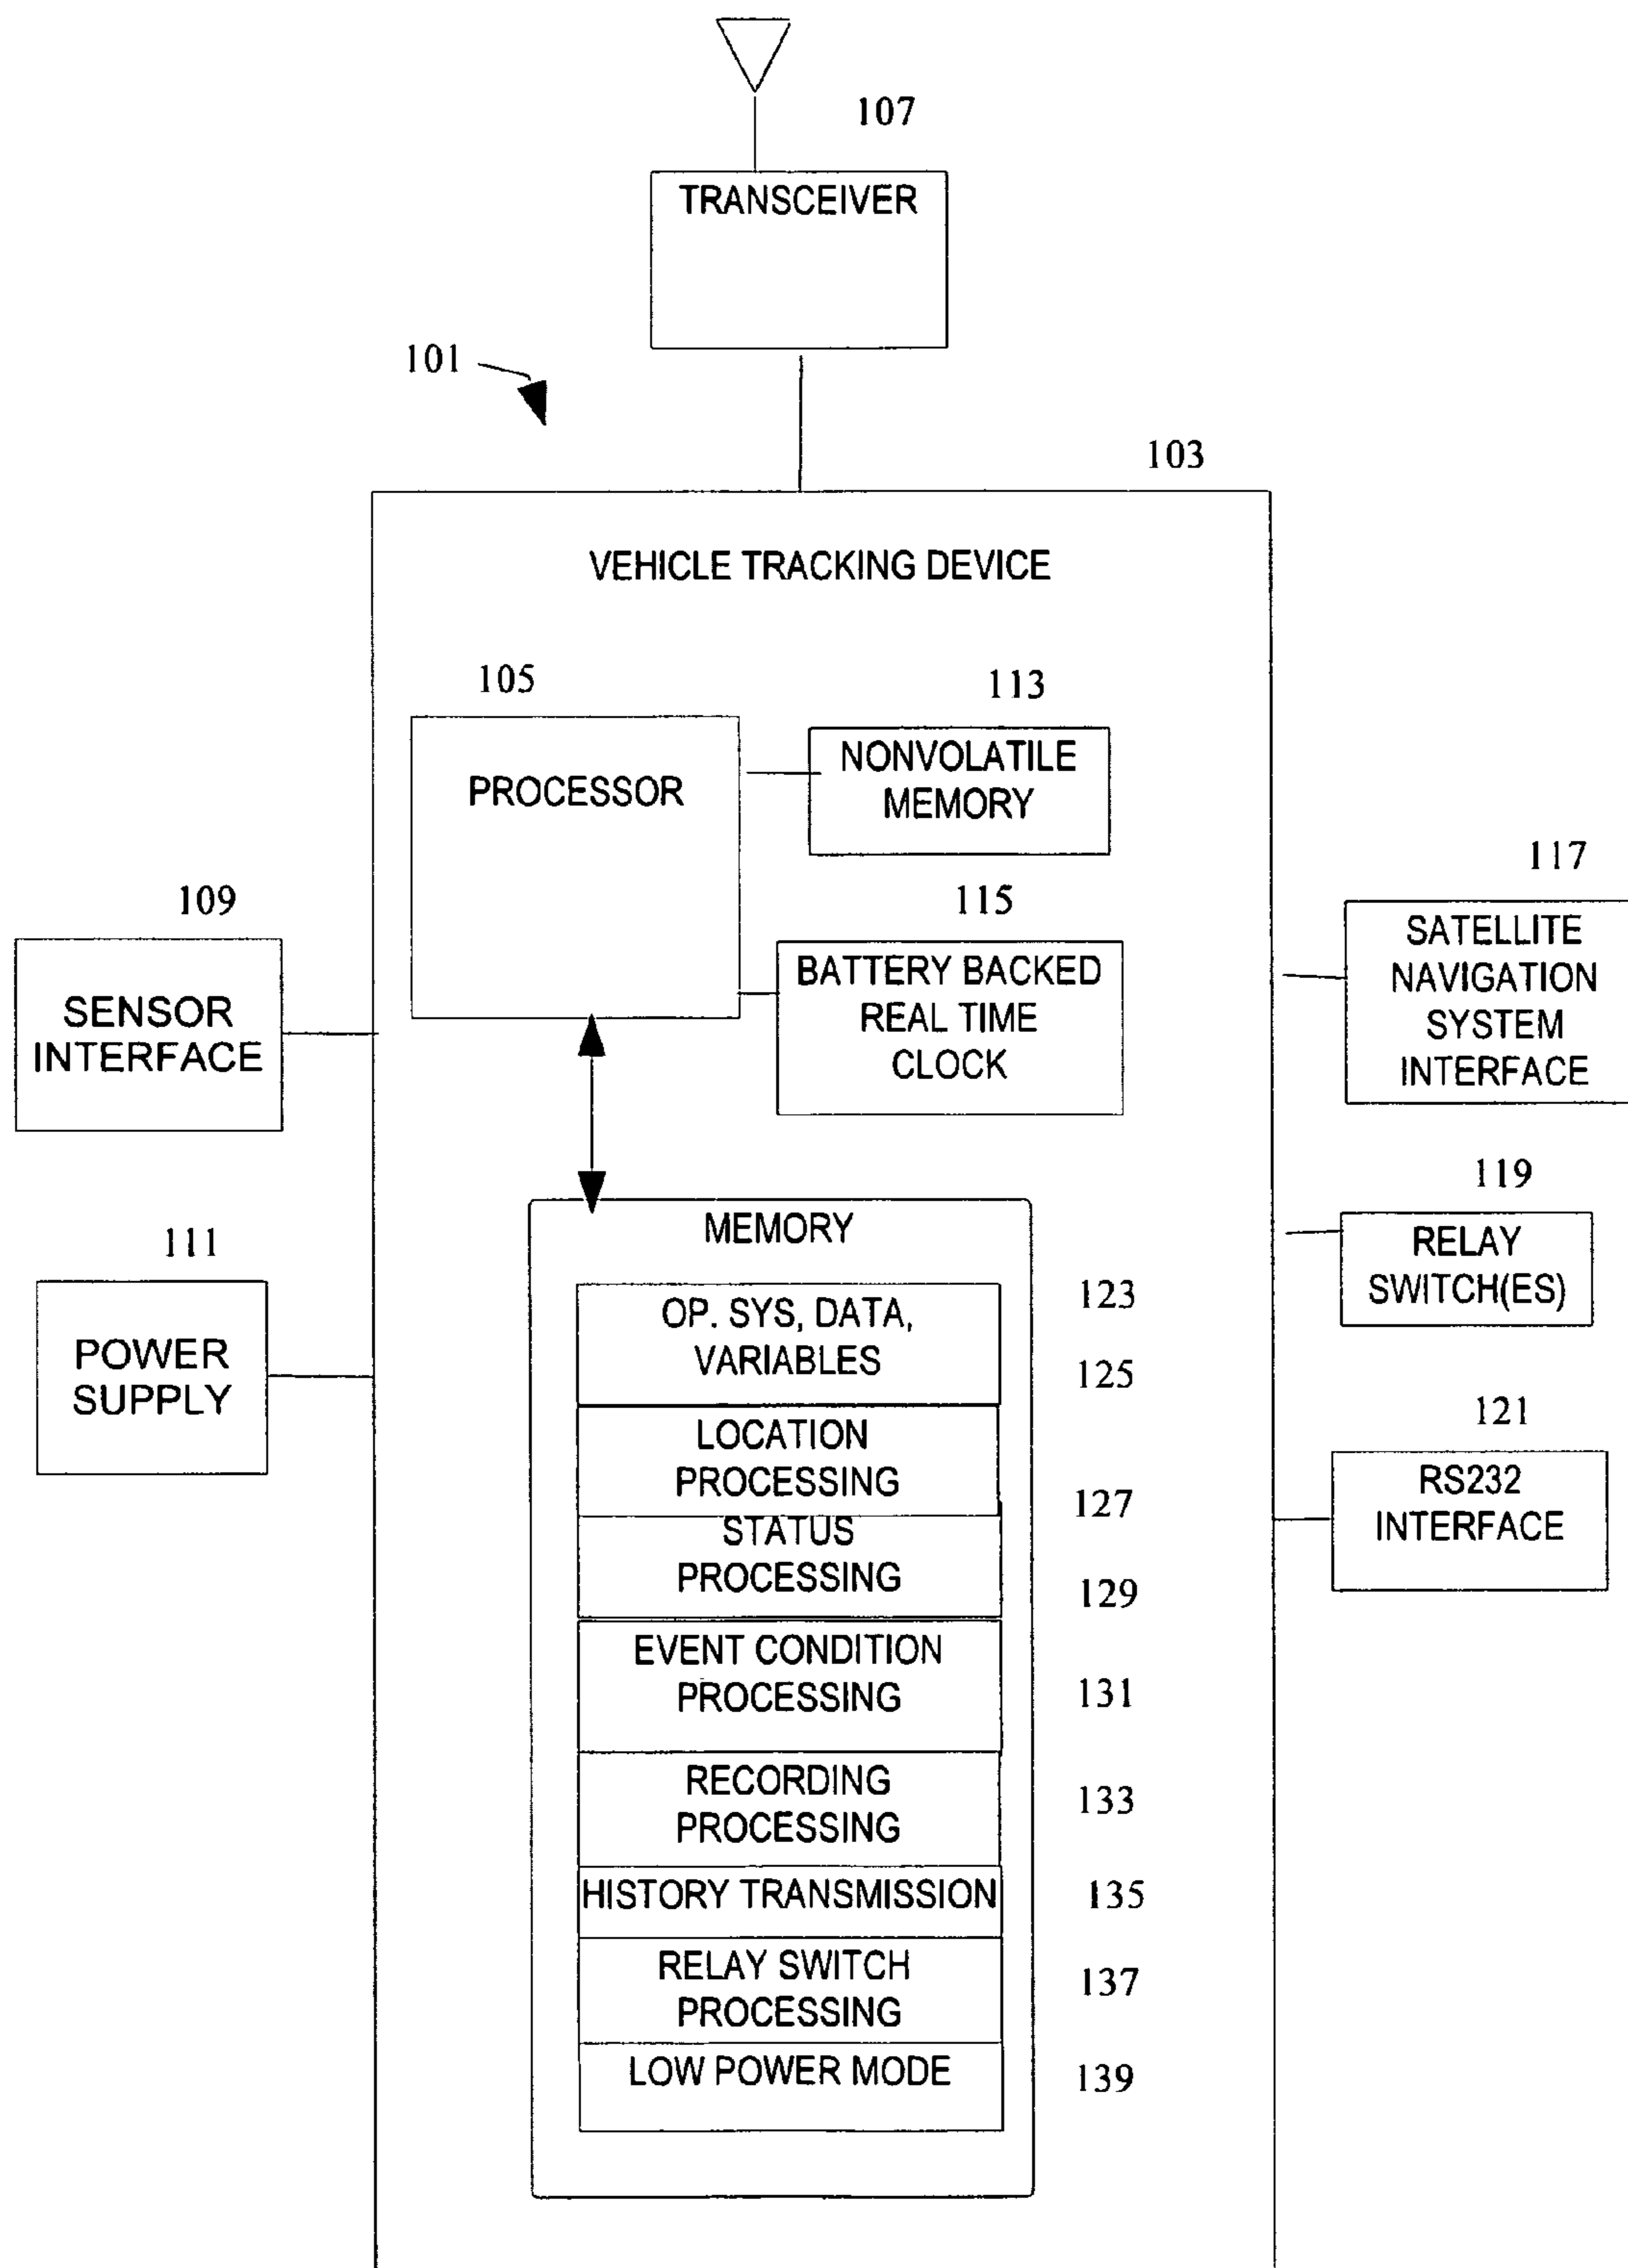 107
TRANSCEIVER
101
103
VEHICLE TRACKING DEVICE
105
PROCESSOR
113
NONVOLATILE
MEMORY
115
BATTERY BACKED
REAL TIME
CLOCK
109
SENSOR
INTERFACE
111
POWER
SUPPLY
117
SATELLITE
NAVIGATION
SYSTEM
INTERFACE
119
RELAY
SWITCH(ES)
121
RS232
INTERFACE
MEMORY
123
OP. SYS, DATA,
VARIABLES
125
LOCATION
PROCESSING
127
STATUS
PROCESSING
129
EVENT CONDITION
PROCESSING
131
RECORDING
PROCESSING
133
HISTORY TRANSMISSION
135
RELAY SWITCH
PROCESSING
137
LOW POWER MODE
139